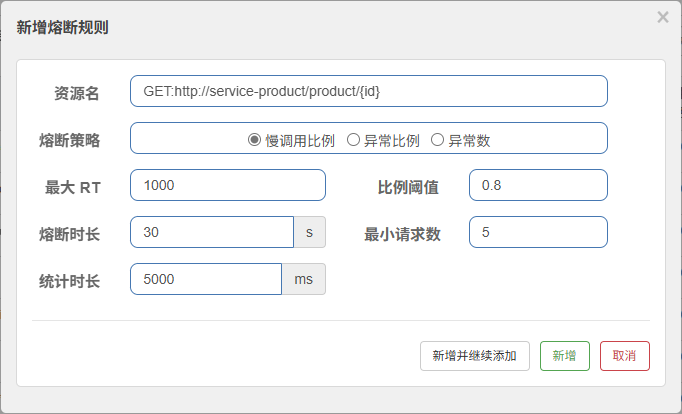 新增熔断规则
×
资源名 GET:http://service-product/product/{id}
熔断策略 慢调用比例 异常比例 异常数
最大 RT 1000 比例阈值 0.8
熔断时长 30 s 最小请求数 5
统计时长 5000 ms
新增并继续添加 新增 取消